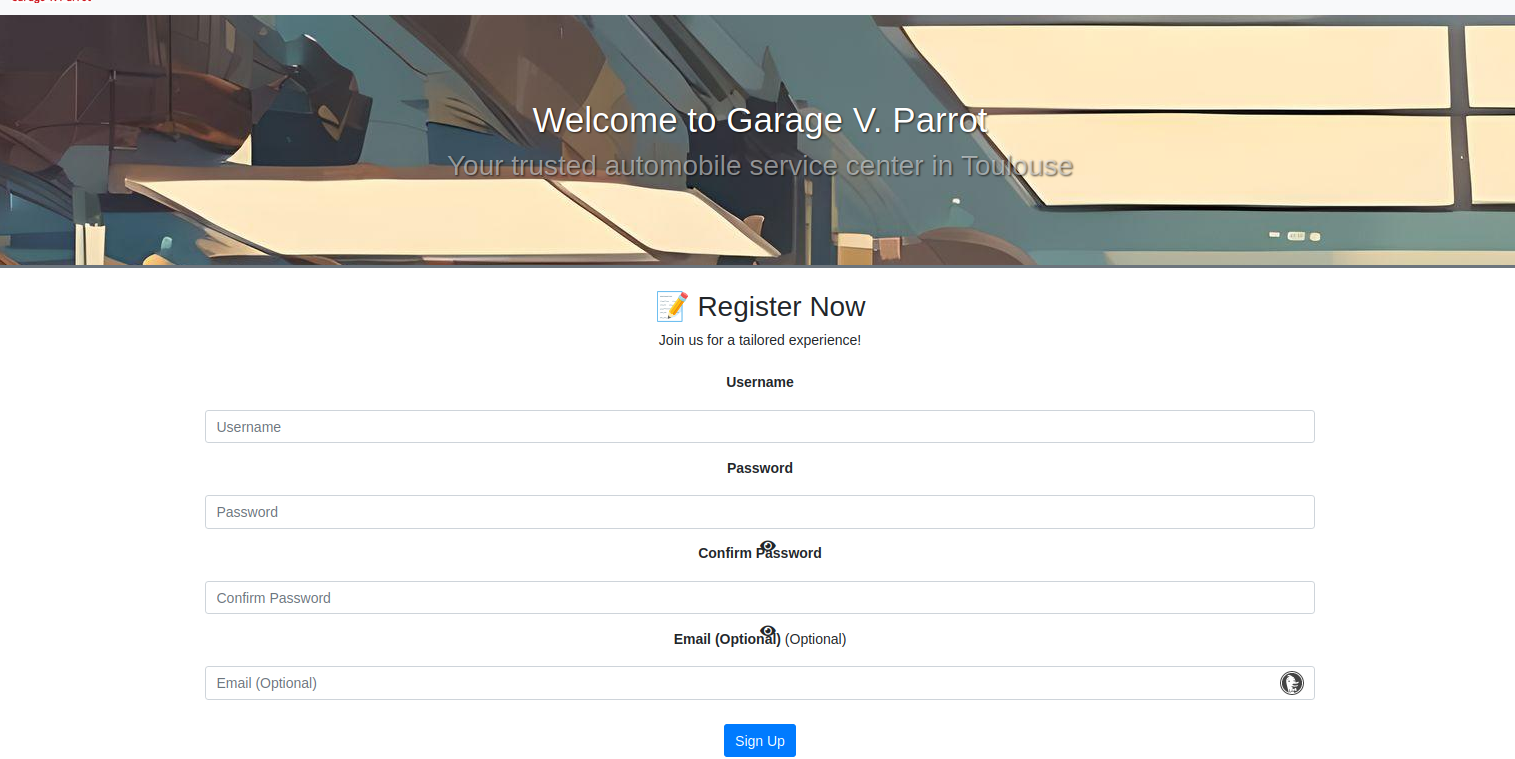 Welcome to Garage V. Parrot
Your trusted automobile service center in Toulouse
Register Now
Join us for a tailored experience!
Username
Username
Password
Password
Confirm Password
Confirm Password
Email (Optional) (Optional)
Email (Optional)
Sign Up